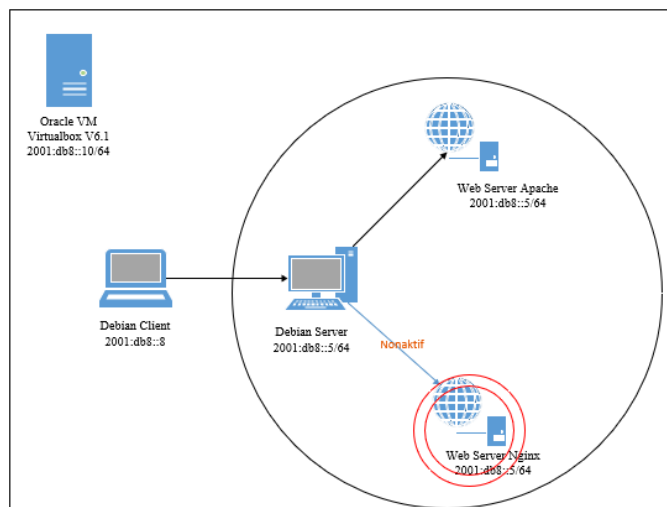 Oracle VM
Virtualbox V6.1
2001:db8::10/64
Web Server Apache
2001:db8::5/64
Debian Client
2001:db8::8
Debian Server
2001:db8::5/64
Nonaktif
Web Server Nginx
2001:db8::5/64